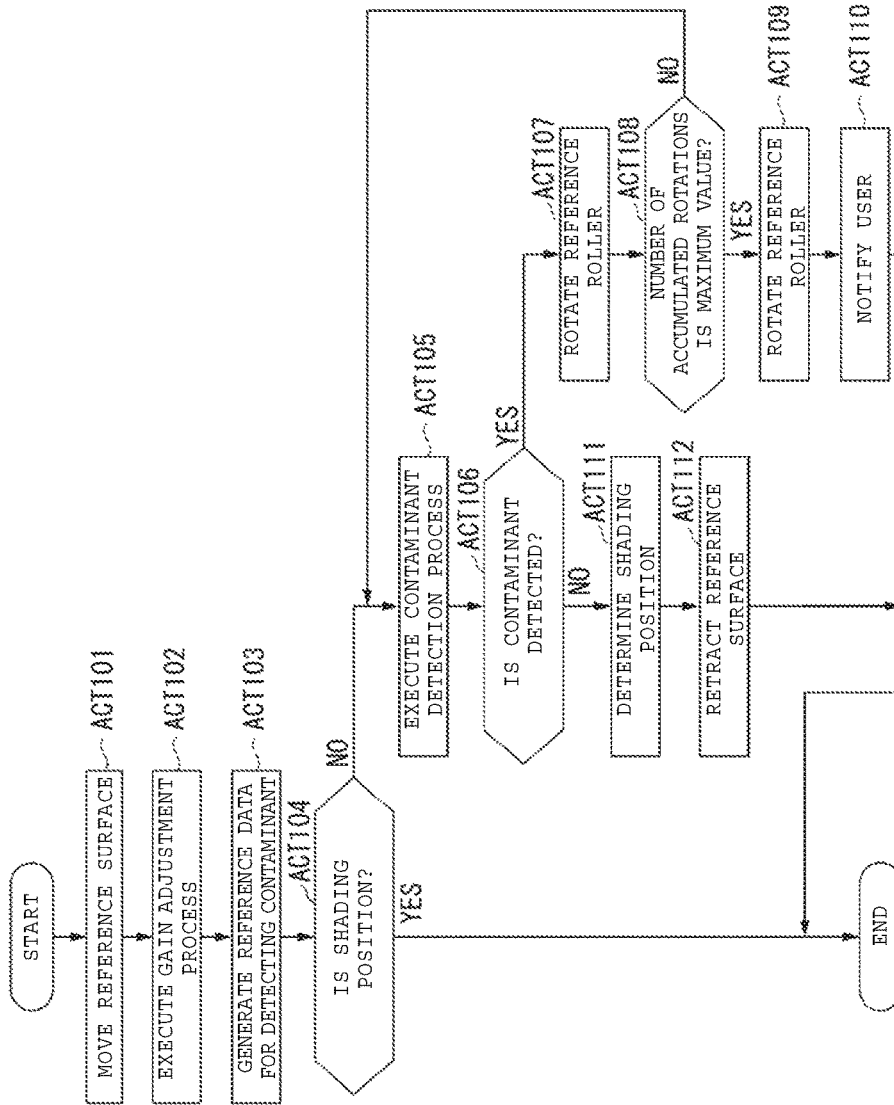 START
MOVE REFERENCE SURFACE
ACT101
EXECUTE GAIN ADJUSTMENT
PROCESS
ACT102
GENERATE REFERENCE DATA
FOR DETECTING CONTAMINANT
ACT103
IS SHADING
POSITION?
ACT104
NO
YES
EXECUTE CONTAMINANT
DETECTION PROCESS
ACT105
IS CONTAMINANT
DETECTED?
ACT106
YES
NO
ROTATE REFERENCE
ROLLER
ACT107
NUMBER OF
ACCUMULATED ROTATIONS
IS MAXIMUM VALUE?
ACT108
NO
YES
ROTATE REFERENCE
ROLLER
ACT109
NOTIFY USER
ACT110
DETERMINE SHADING
POSITION
ACT111
RETRACT REFERENCE
SURFACE
ACT112
END